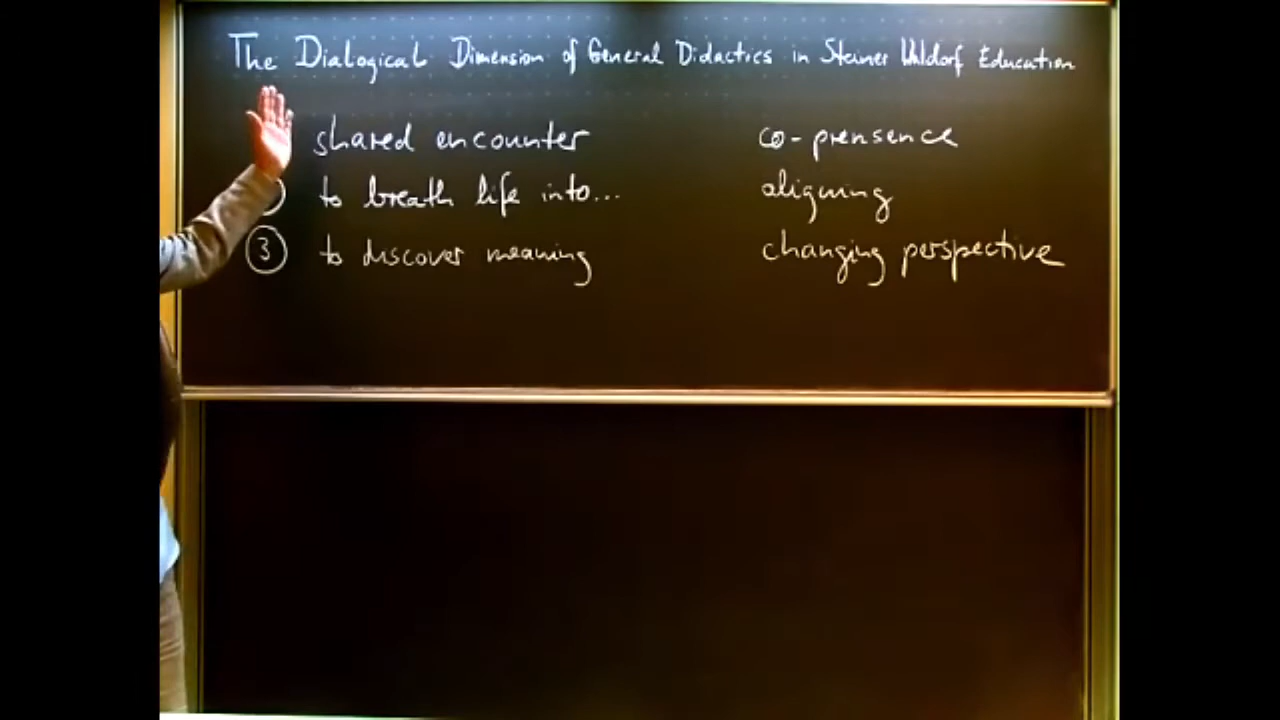 The Dialogical Dimension of General Didactics in Steiner Waldorf Education
shared encounter co-prensence
to breath life into... aligning
3 to discover meaning changing perspective